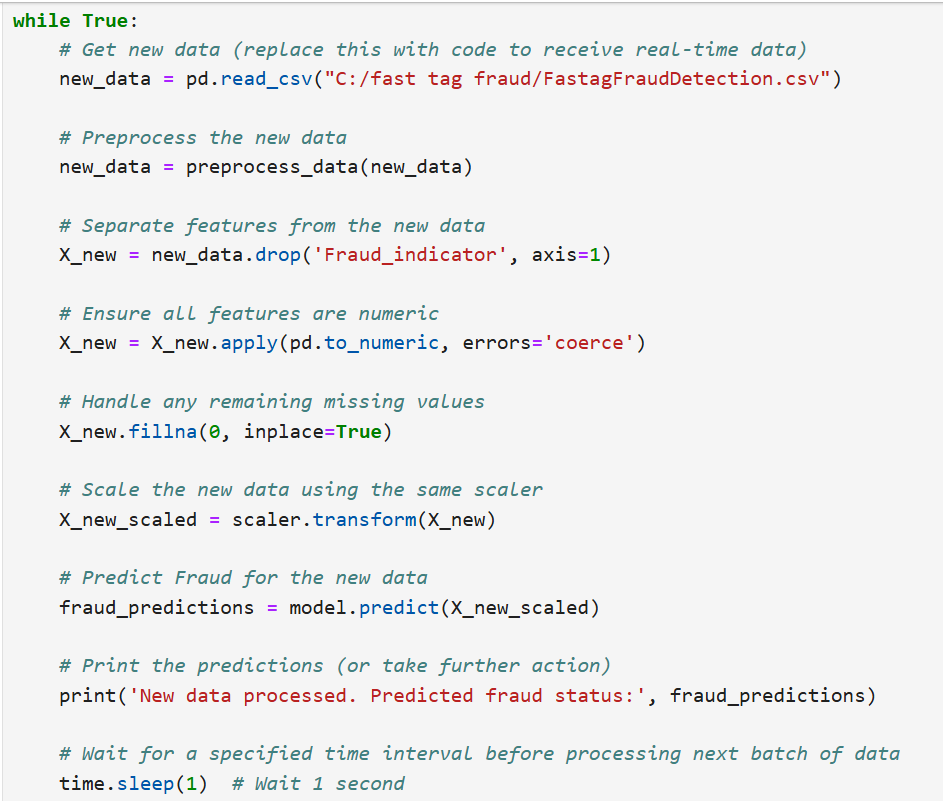 while True:
    # Get new data (replace this with code to receive real-time data)
    new_data = pd.read_csv("C:/fast tag fraud/FastagFraudDetection.csv")

    # Preprocess the new data
    new_data = preprocess_data(new_data)

    # Separate features from the new data
    X_new = new_data.drop('Fraud_indicator', axis=1)

    # Ensure all features are numeric
    X_new = X_new.apply(pd.to_numeric, errors='coerce')

    # Handle any remaining missing values
    X_new.fillna(0, inplace=True)

    # Scale the new data using the same scaler
    X_new_scaled = scaler.transform(X_new)

    # Predict Fraud for the new data
    fraud_predictions = model.predict(X_new_scaled)

    # Print the predictions (or take further action)
    print('New data processed. Predicted fraud status:', fraud_predictions)

    # Wait for a specified time interval before processing next batch of data
    time.sleep(1)  # Wait 1 second